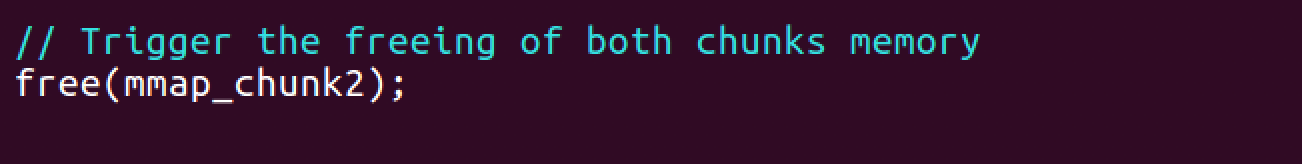 // Trigger the freeing of both chunks memory
free(mmap_chunk2);